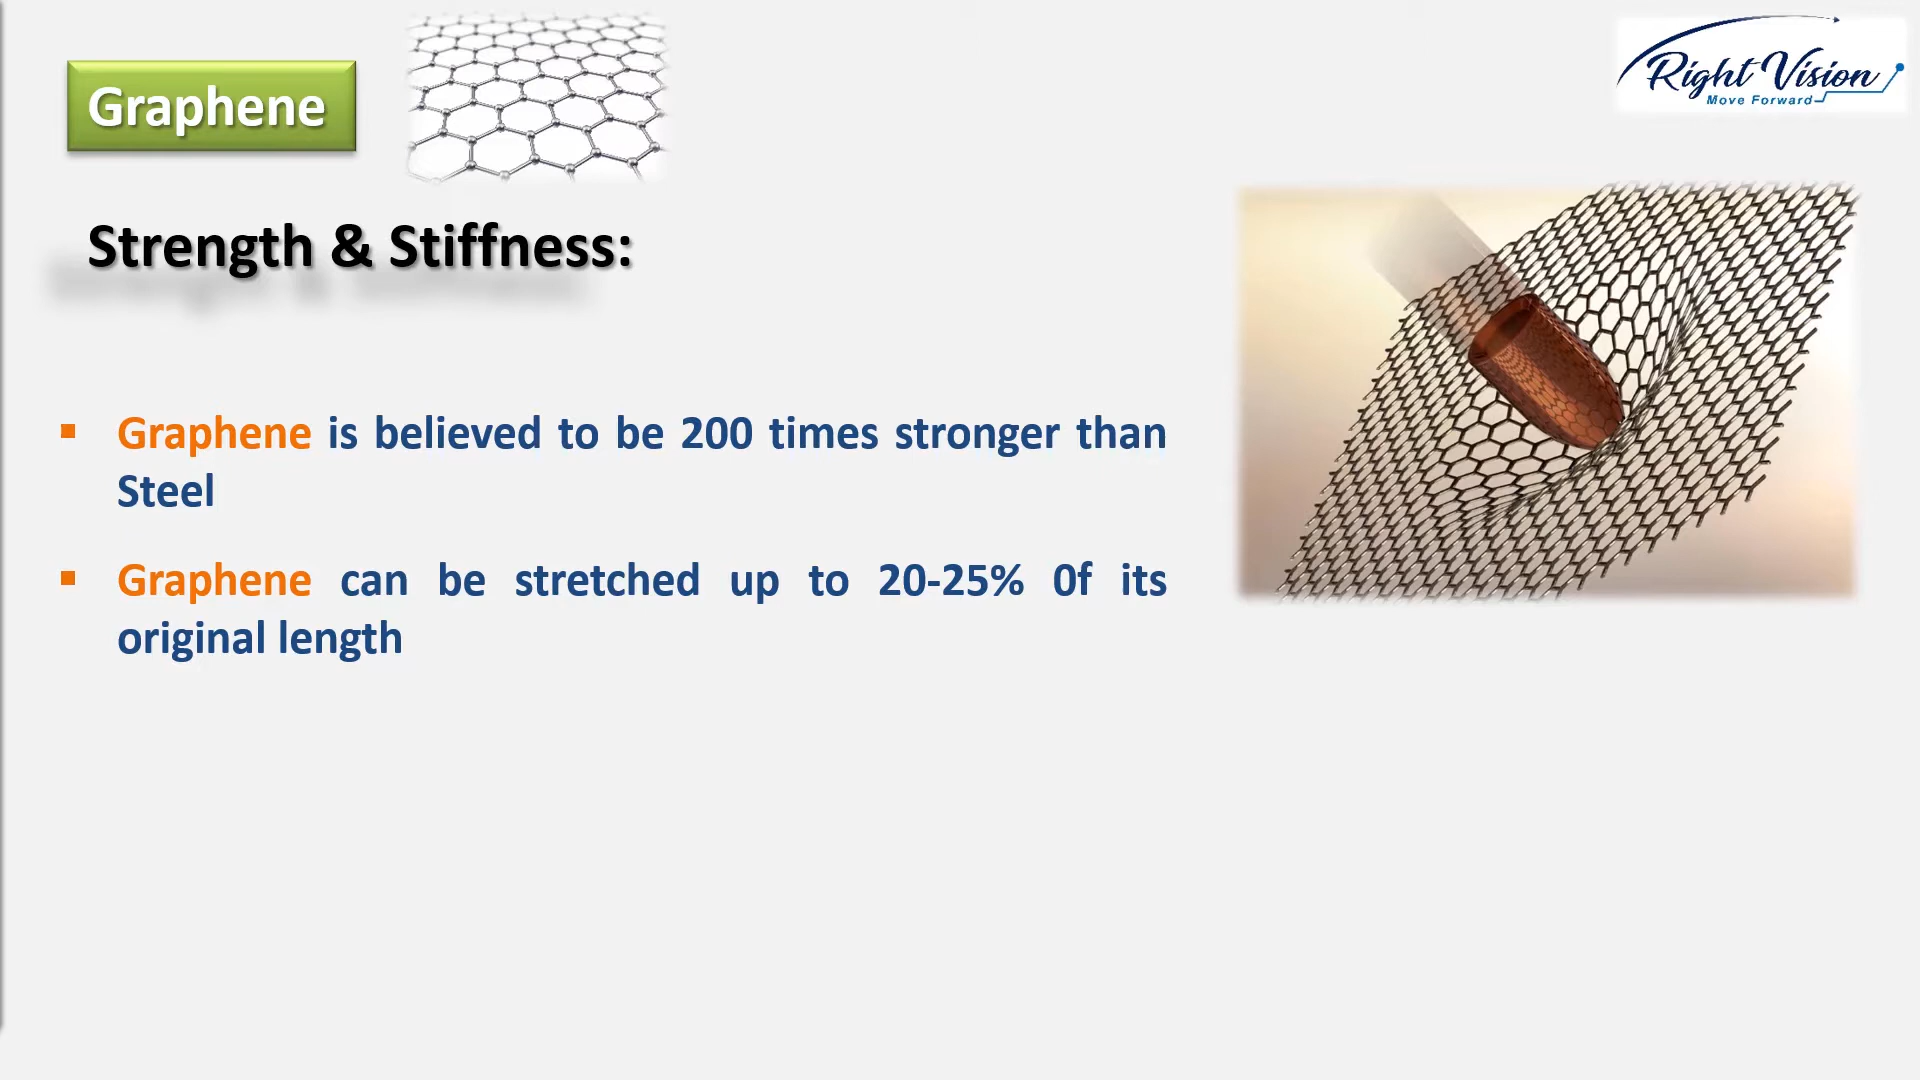 Graphene
Right Vision
Move Forward
Strength & Stiffness:
▪ Graphene is believed to be 200 times stronger than
Steel
▪ Graphene can be stretched up to 20-25% 0f its
original length